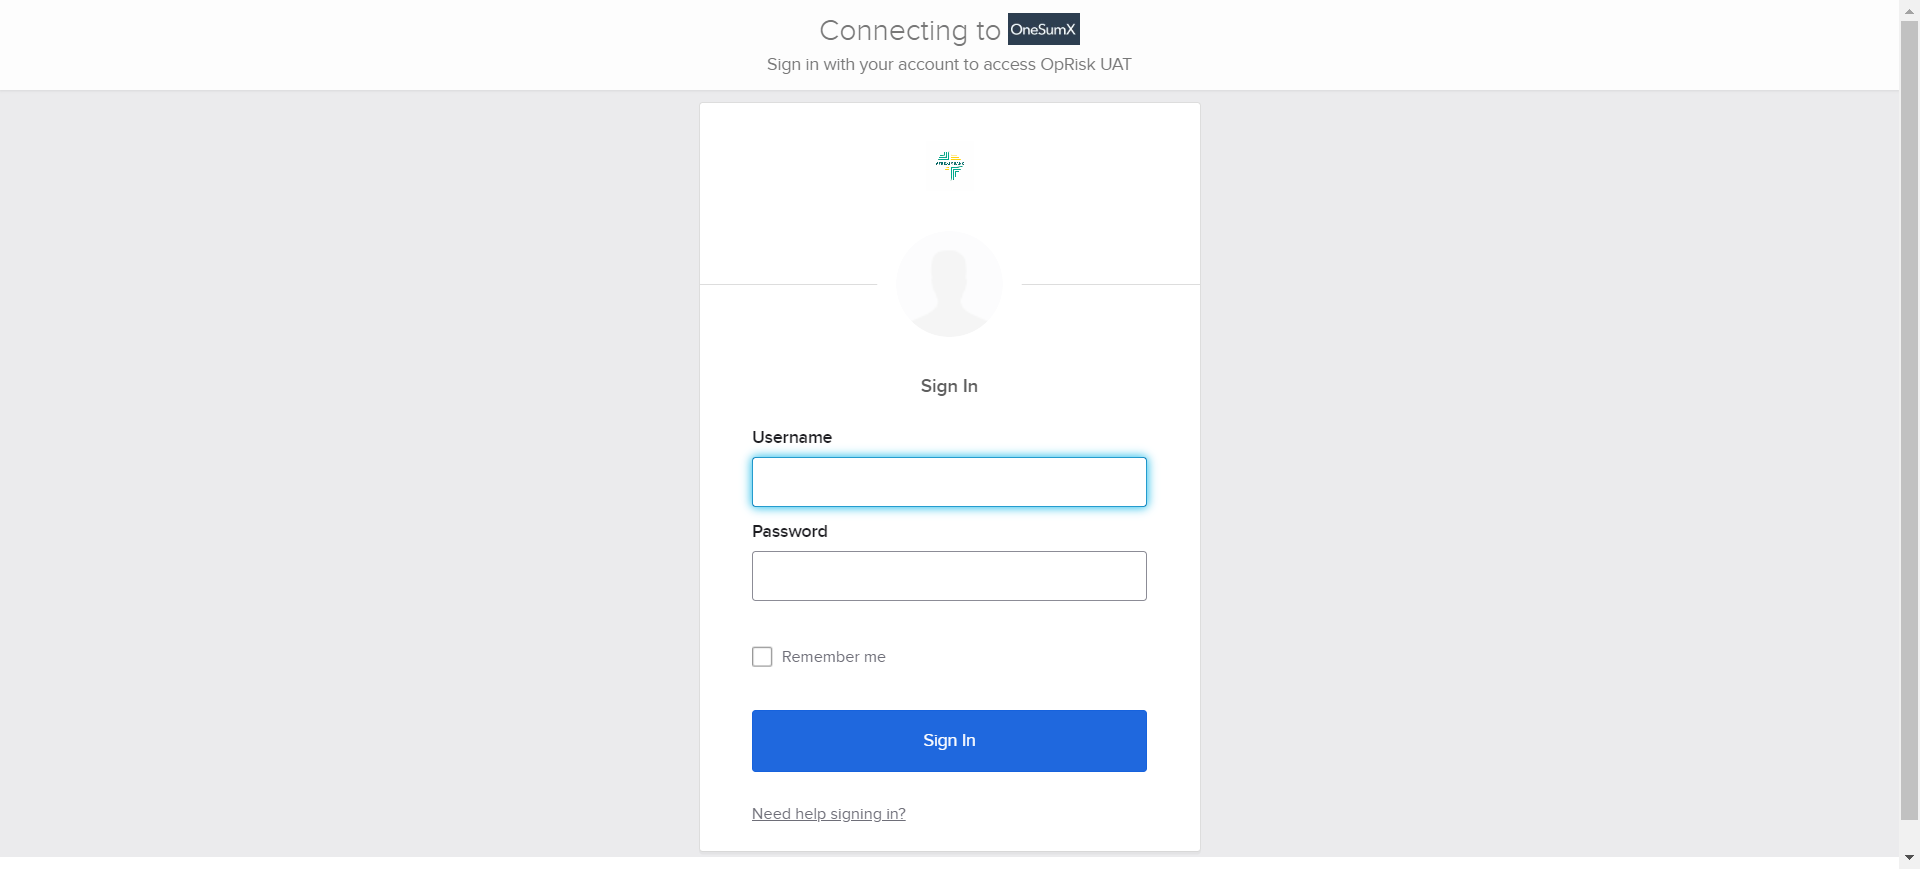 Connecting to OneSumX
Sign in with your account to access OpRisk UAT
Sign In
Username
Password
Remember me
Sign In
Need help signing in?